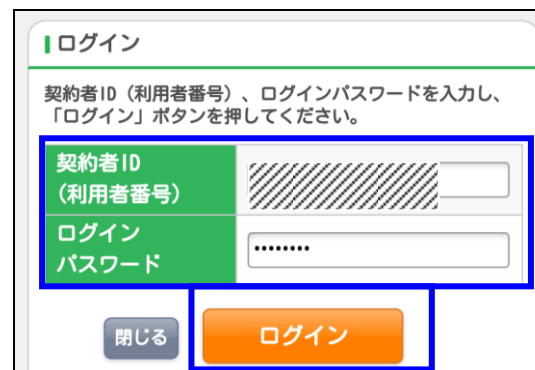 ログイン
契約者ID（利用者番号）、ログインパスワードを入力し、
「ログイン」ボタンを押してください。
契約者ID
（利用者番号）
ログイン
パスワード
••••••••
閉じる
ログイン